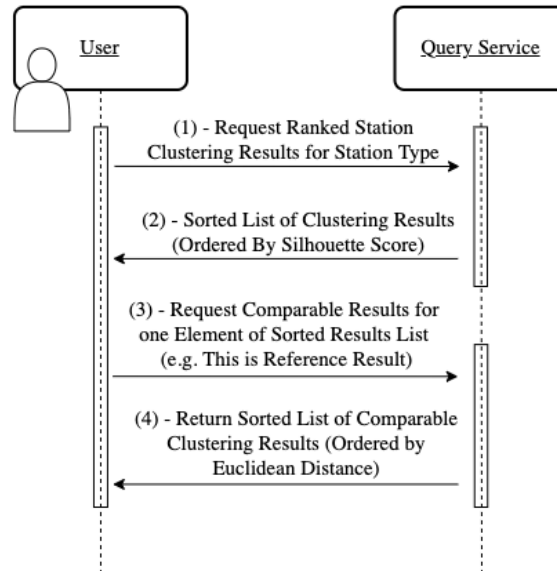 User
Query Service
(1) - Request Ranked Station
Clustering Results for Station Type
(2) - Sorted List of Clustering Results
(Ordered By Silhouette Score)
(3) - Request Comparable Results for
one Element of Sorted Results List
(e.g. This is Reference Result)
(4) - Return Sorted List of Comparable
Clustering Results (Ordered by
Euclidean Distance)